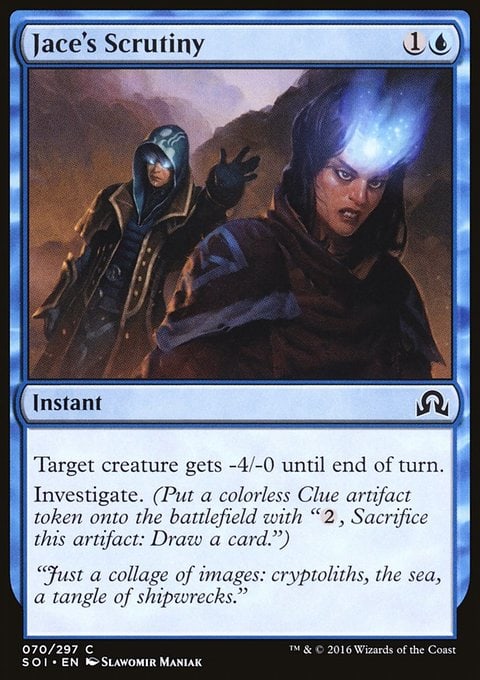 Jace's Scrutiny 1
Instant
Target creature gets -4/-0 until end of turn.
Investigate. (Put a colorless Clue artifact
token onto the battlefield with “2, Sacrifice
this artifact: Draw a card.”)
“Just a collage of images: cryptoliths, the sea,
a tangle of shipwrecks.”
070/297 C
SOI • EN Slawomir Maniak
™ & © 2016 Wizards of the Coast